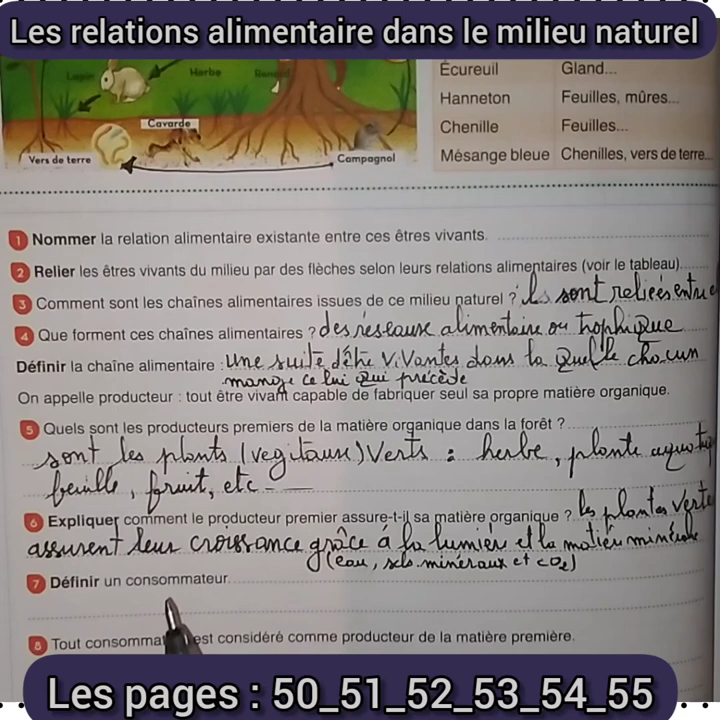 Les relations alimentaire dans le milieu naturel
Lapin
Herbe
Renard
Cavarde
Vers de terre
Campagnol
Écureuil Gland...
Hanneton Feuilles, mûres...
Chenille Feuilles...
Mésange bleue Chenilles, vers de terre...
1 Nommer la relation alimentaire existante entre ces êtres vivants.
2 Relier les êtres vivants du milieu par des flèches selon leurs relations alimentaires (voir le tableau).
3 Comment sont les chaînes alimentaires issues de ce milieu naturel ? Ils sont reliées entre
4 Que forment ces chaînes alimentaires ? des réseaux alimentaire ou trophique
Définir la chaîne alimentaire : Une suite d'être vivantes dans la quelle chacun
mange ce lui qui précède
On appelle producteur : tout être vivant capable de fabriquer seul sa propre matière organique.
5 Quels sont les producteurs premiers de la matière organique dans la forêt ?
sont les plants (vegitaux) Verts : herbe, plante
feuille, fruit, etc
6 Expliquer comment le producteur premier assure-t-il sa matière organique ? les plantes verte
assurent leur croissance grâce à la lumière et la matière minérale
(eau, sels minéraux et co2)
7 Définir un consommateur.
8 Tout consommat est considéré comme producteur de la matière première.
Les pages : 50_51_52_53_54_55